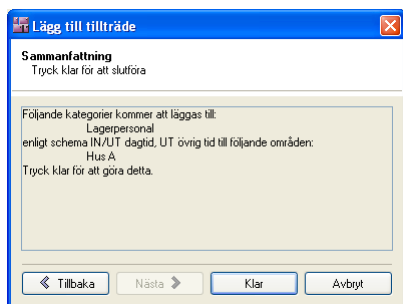 Lägg till tillträde
Sammanfattning
Tryck klar för att slutföra
Följande kategorier kommer att läggas till:
Lagerpersonal
enligt schema IN/UT dagtid, UT övrig tid till följande områden:
Hus A
Tryck klar för att göra detta.
Tillbaka
Nästa
Klar
Avbryt